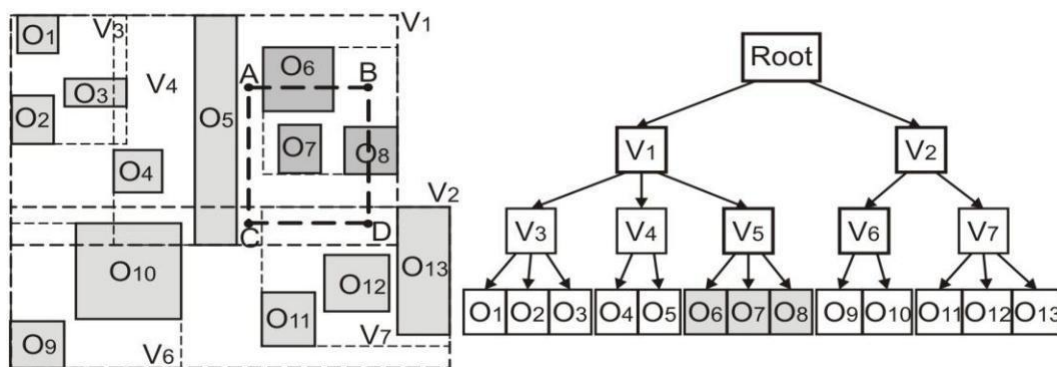 O1 V3 V1
O6
A B
V4
O3
O2 O5
O7 O8
O4
V2
C D
O10
O12 O13
O11
O9 V6 V7
Root
V1 V2
V3 V4 V5 V6 V7
O1 O2 O3 O4 O5 O6 O7 O8 O9 O10 O11 O12 O13